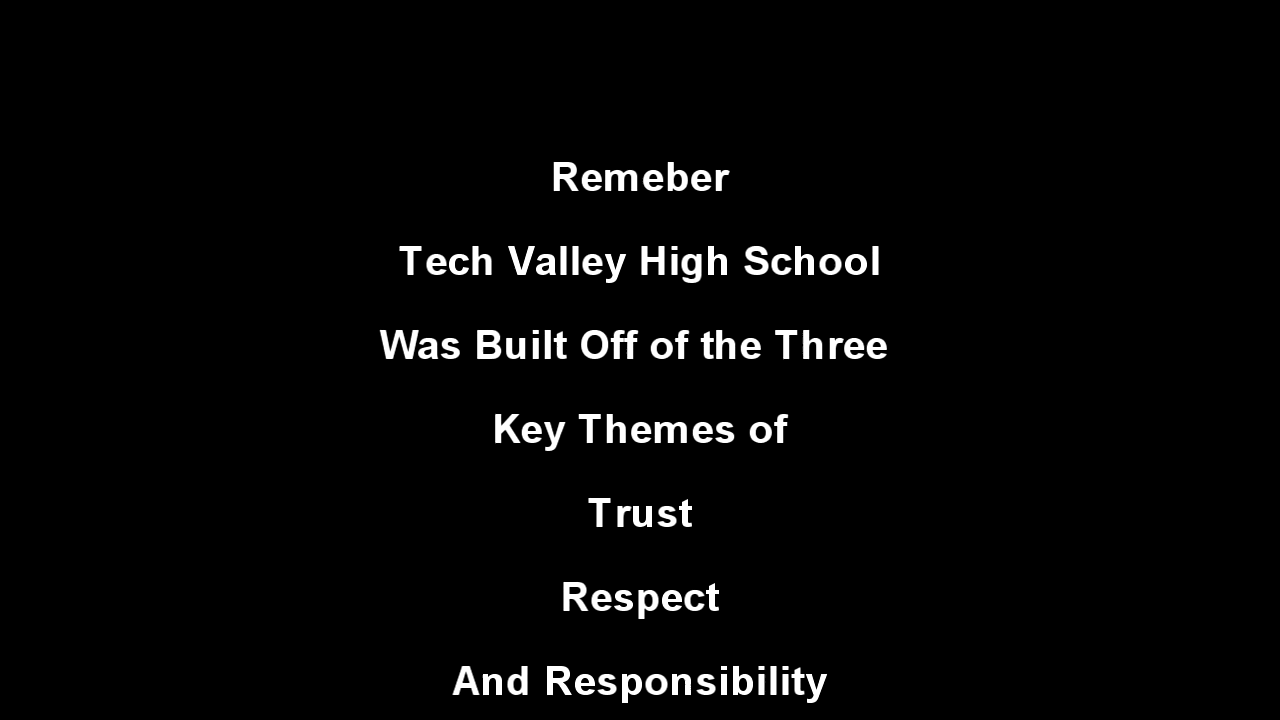 Remeber
Tech Valley High School
Was Built Off of the Three
Key Themes of
Trust
Respect
And Responsibility